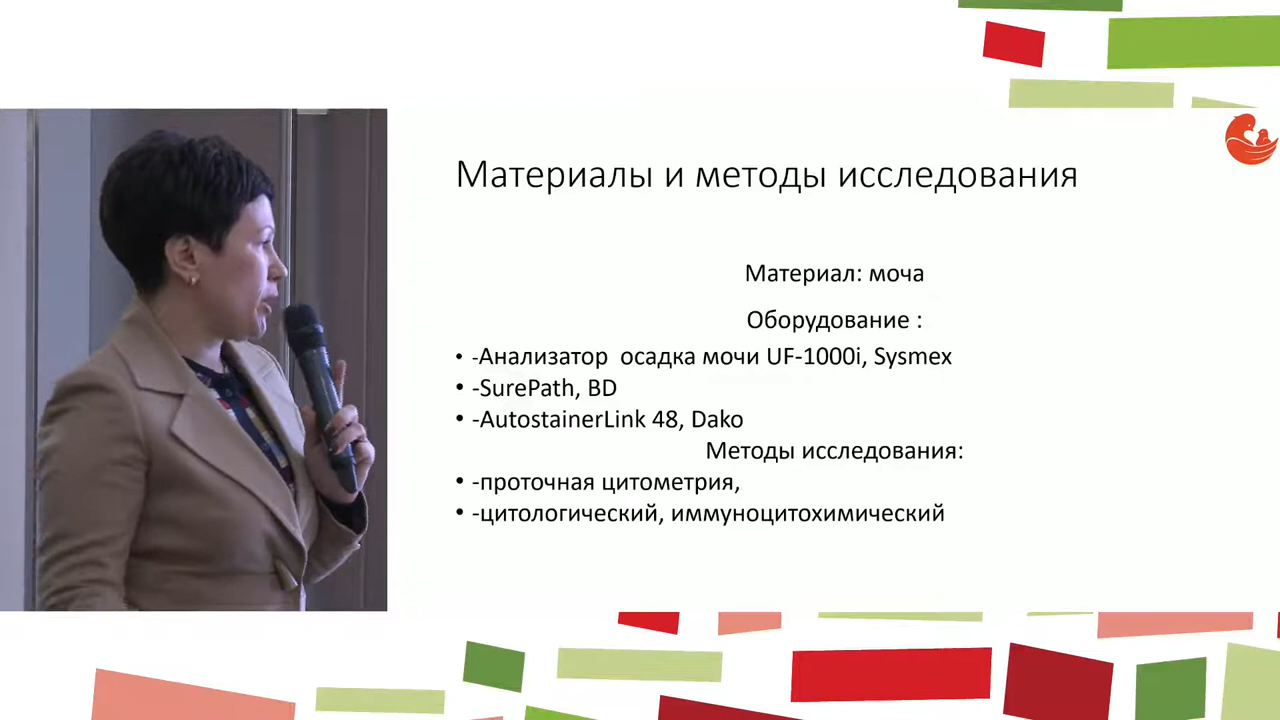 Материалы и методы исследования
Материал: моча
Оборудование :
• -Анализатор  осадка мочи UF-1000i, Sysmex
• -SurePath, BD
• -AutostainerLink 48, Dako
Методы исследования:
• -проточная цитометрия,
• -цитологический, иммуноцитохимический